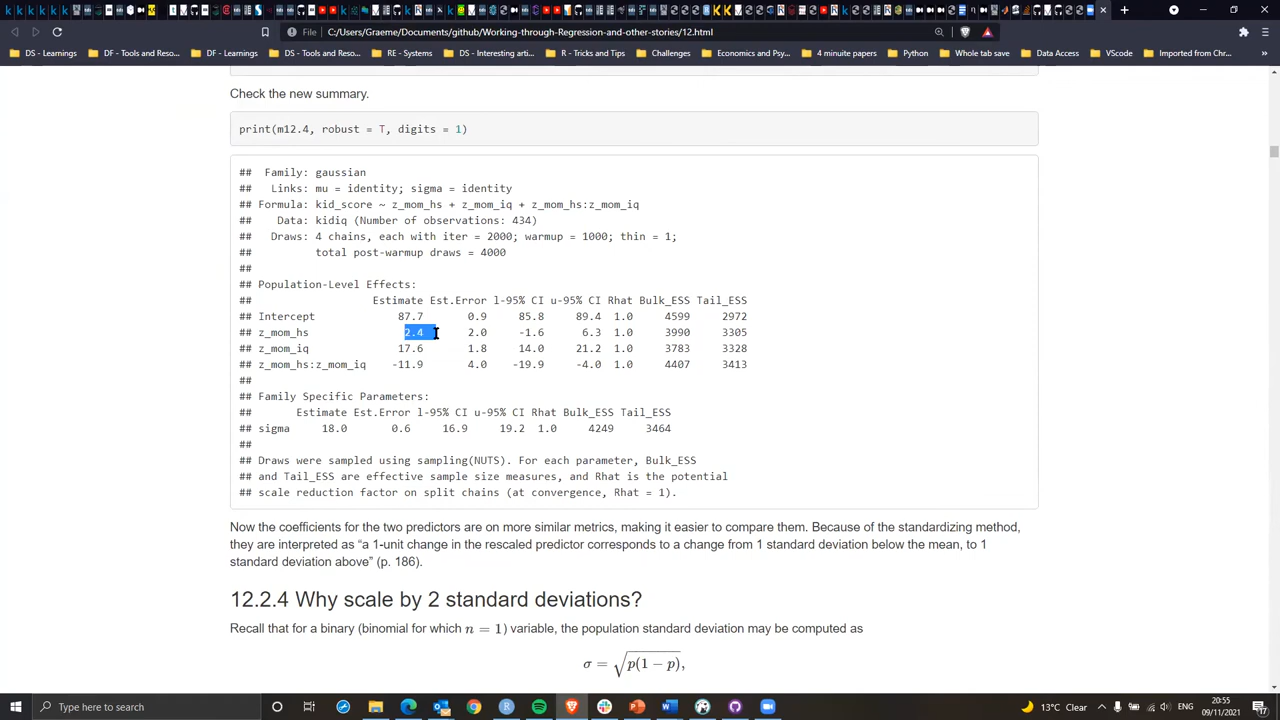 File
C:/Users/Graeme/Documents/github/Working-through-Regression-and-other-stories/12.html
DS - Learnings
DF - Tools and Reso...
DF - Learnings
DS - Tools and Resou...
RE - Systems
DS - Interesting arti...
R - Tricks and Tips
Challenges
Economics and Psy...
4 minuite papers
Python
Whole tab save
Data Access
VScode
Imported from Chr...
Check the new summary.
print(m12.4, robust = T, digits = 1)
## Family: gaussian
## Links: mu = identity; sigma = identity
## Formula: kid_score ~ z_mom_hs + z_mom_iq + z_mom_hs:z_mom_iq
## Data: kidiq (Number of observations: 434)
## Draws: 4 chains, each with iter = 2000; warmup = 1000; thin = 1;
## total post-warmup draws = 4000
##
## Population-Level Effects:
## Estimate Est.Error l-95% CI u-95% CI Rhat Bulk_ESS Tail_ESS
## Intercept 87.7 0.9 85.8 89.4 1.0 4599 2972
## z_mom_hs 2.4 2.0 -1.6 6.3 1.0 3990 3305
## z_mom_iq 17.6 1.8 14.0 21.2 1.0 3783 3328
## z_mom_hs:z_mom_iq -11.9 4.0 -19.9 -4.0 1.0 4407 3413
##
## Family Specific Parameters:
## Estimate Est.Error l-95% CI u-95% CI Rhat Bulk_ESS Tail_ESS
## sigma 18.0 0.6 16.9 19.2 1.0 4249 3464
##
## Draws were sampled using sampling(NUTS). For each parameter, Bulk_ESS
## and Tail_ESS are effective sample size measures, and Rhat is the potential
## scale reduction factor on split chains (at convergence, Rhat = 1).
Now the coefficients for the two predictors are on more similar metrics, making it easier to compare them. Because of the standardizing method,
they are interpreted as “a 1-unit change in the rescaled predictor corresponds to a change from 1 standard deviation below the mean, to 1
standard deviation above” (p. 186).
12.2.4 Why scale by 2 standard deviations?
Recall that for a binary (binomial for which n = 1) variable, the population standard deviation may be computed as
σ = √p(1 − p),
Type here to search
13°C Clear
ENG
20:55
09/11/2021